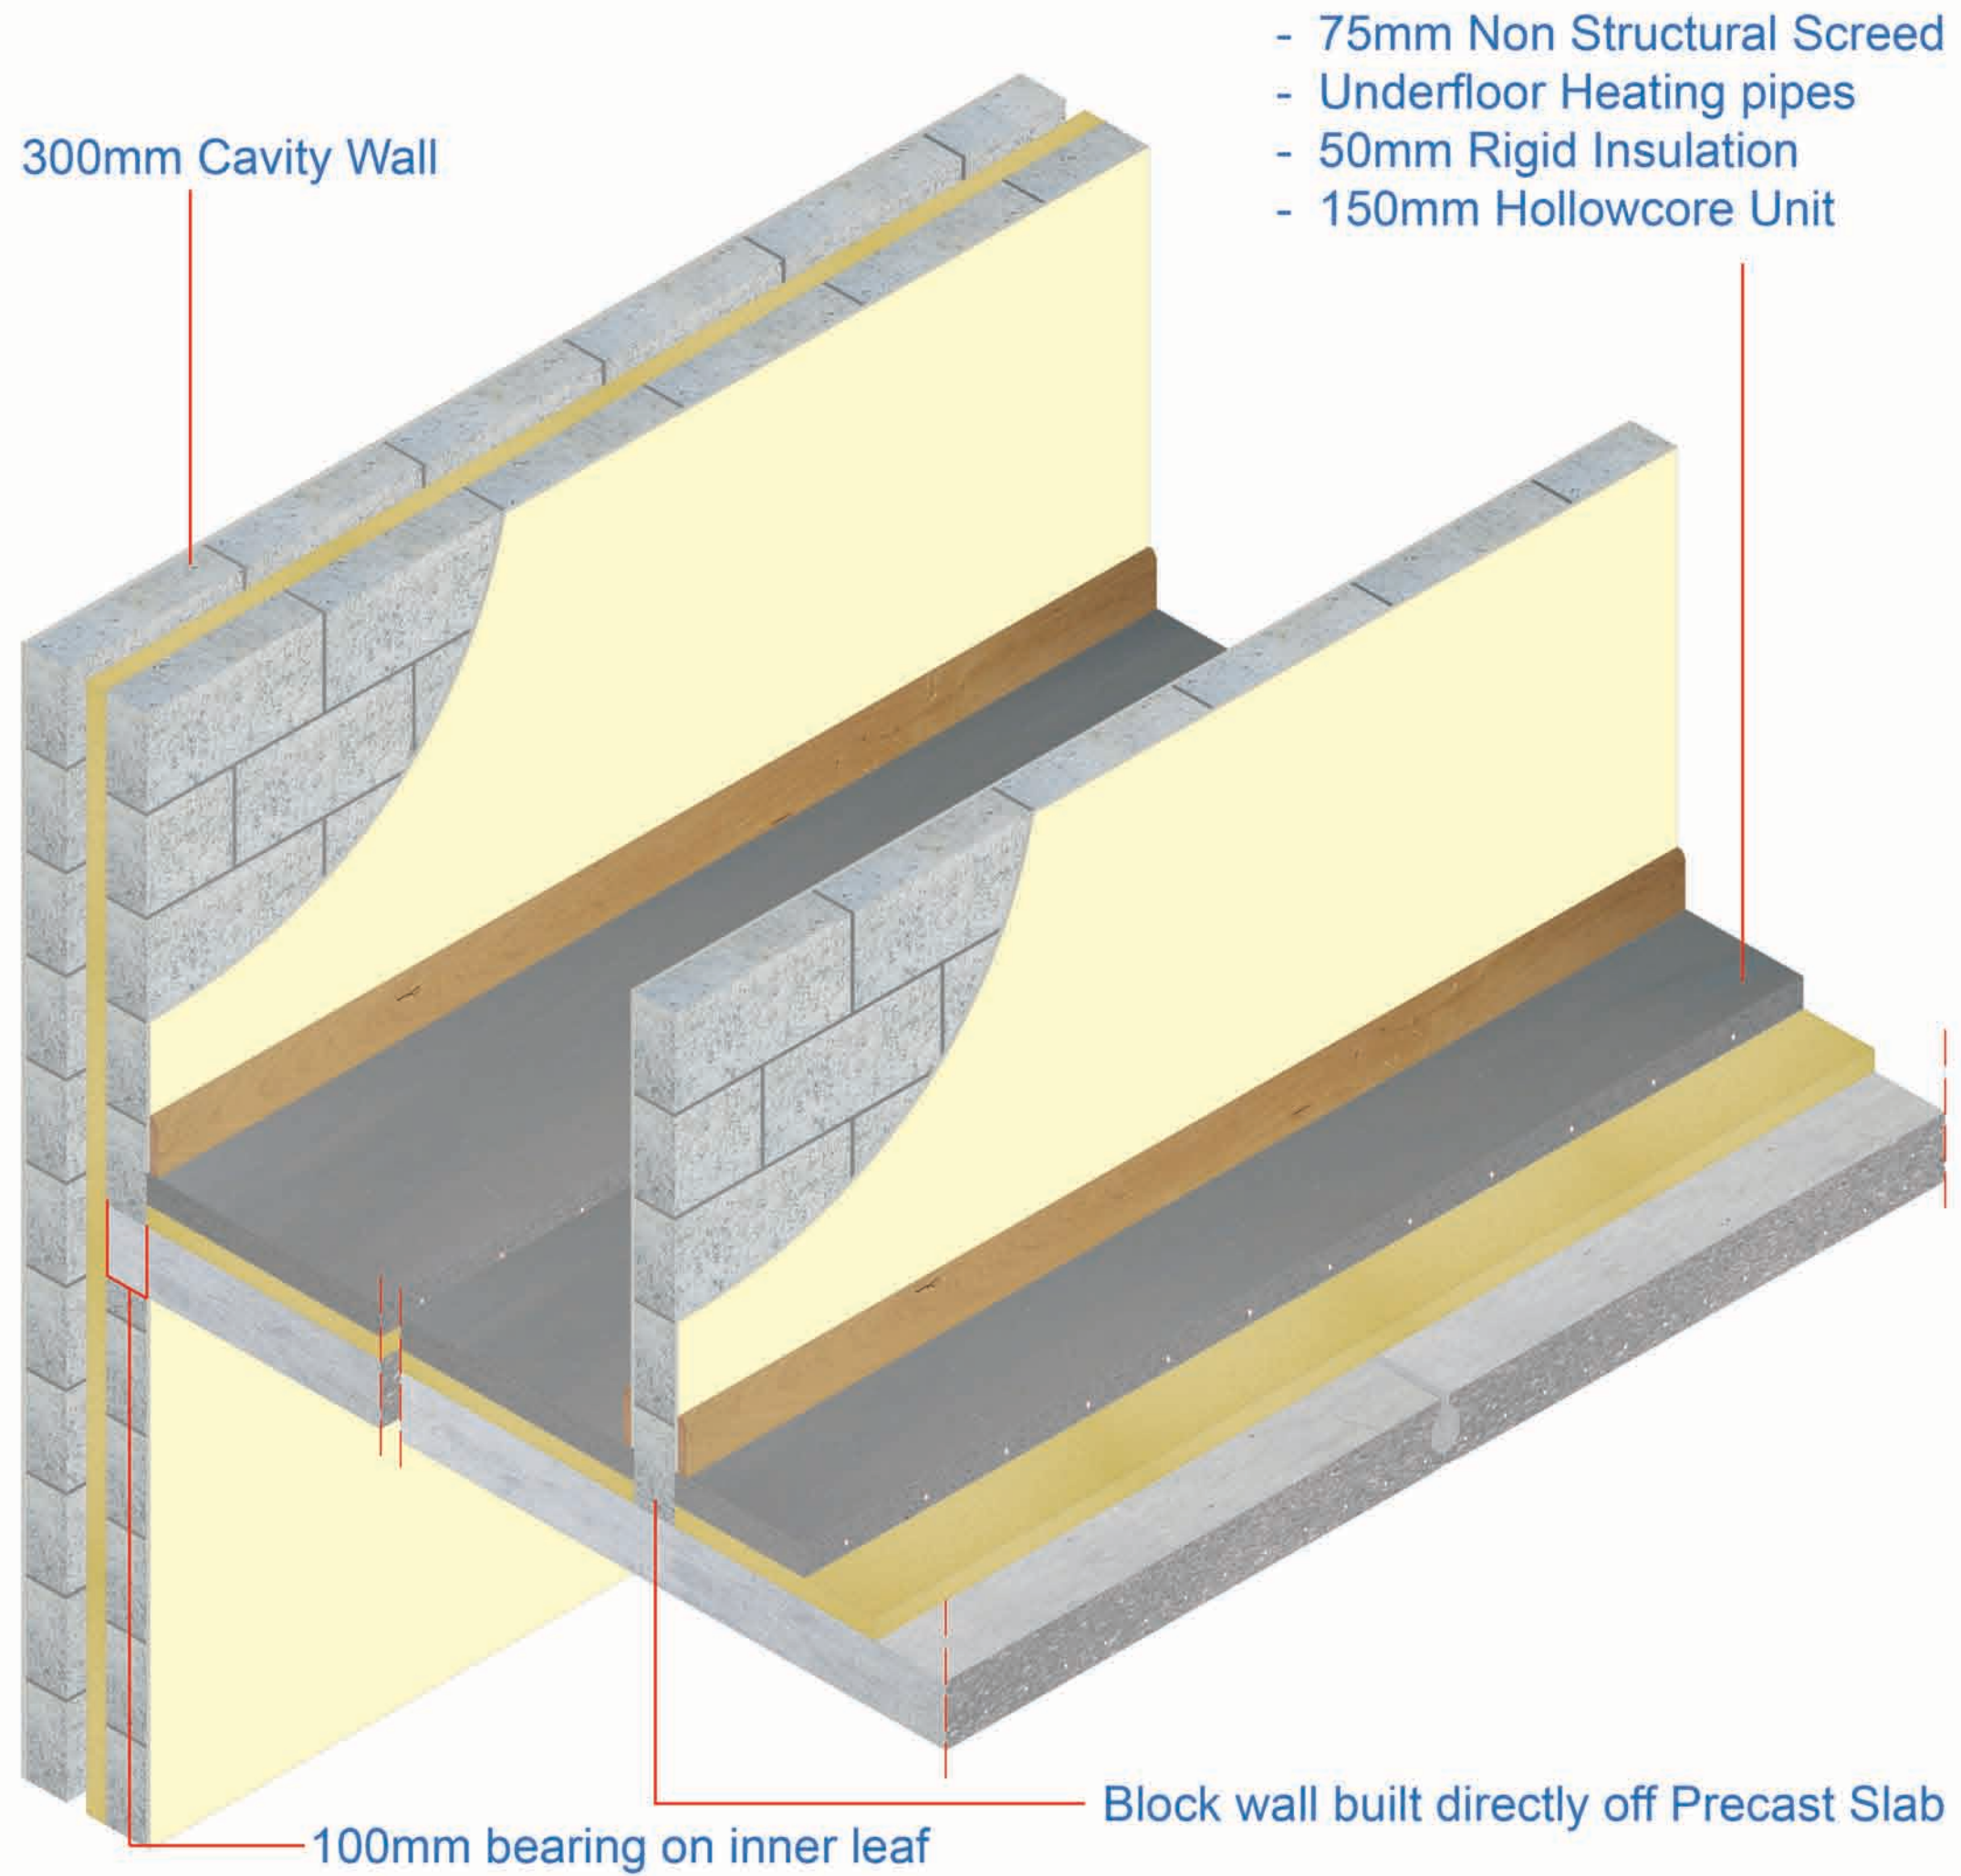 - 75mm Non Structural Screed
- Underfloor Heating pipes
- 50mm Rigid Insulation
- 150mm Hollowcore Unit
300mm Cavity Wall
Block wall built directly off Precast Slab
100mm bearing on inner leaf